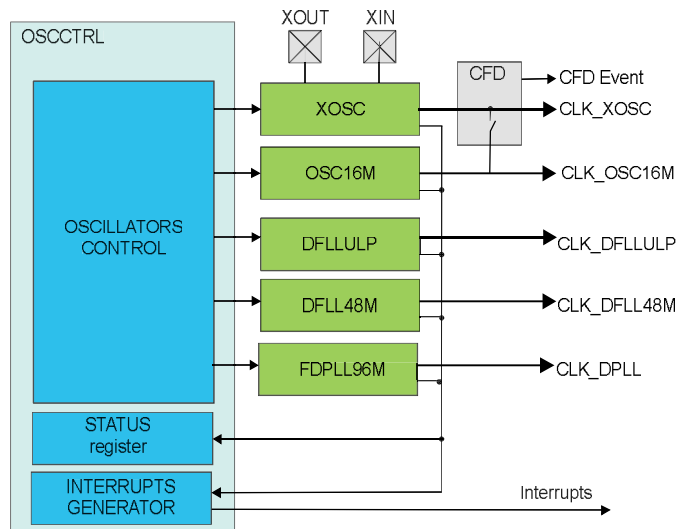 XOUT
XIN
OSCCTRL
CFD
CFD Event
XOSC
CLK_XOSC
OSC16M
CLK_OSC16M
OSCILLATORS
CONTROL
DFLLULP
CLK_DFLLULP
DFLL48M
CLK_DFLL48M
FDPLL96M
CLK_DPLL
STATUS
register
INTERRUPTS
GENERATOR
Interrupts